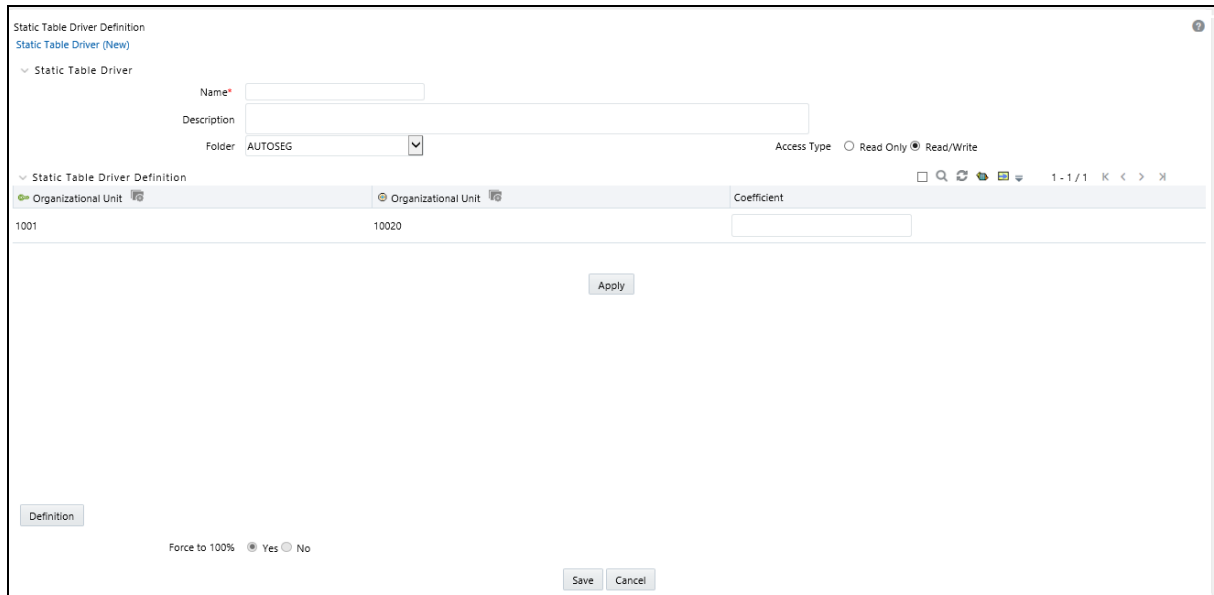 Static Table Driver Definition
Static Table Driver (New)
Static Table Driver
Name*
Description
Folder AUTOSEG Access Type Read Only Read/Write
Static Table Driver Definition 1 - 1 / 1
Organizational Unit Organizational Unit Coefficient
1001 10020
Apply
Definition
Force to 100% Yes No
Save Cancel